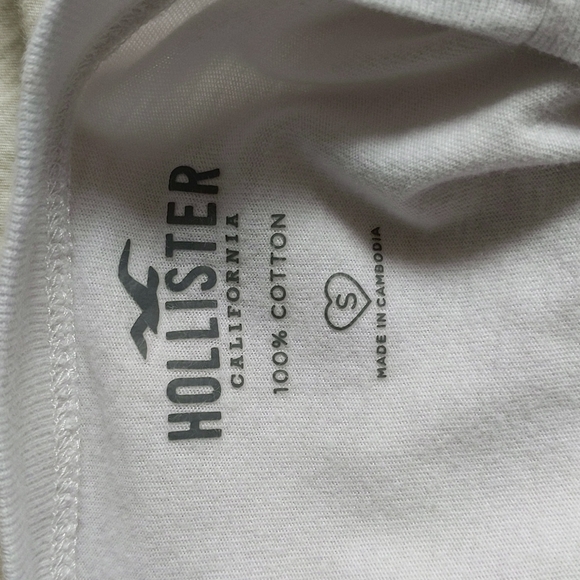 HOLLISTER
CALIFORNIA
100% COTTON
S
MADE IN CAMBODIA